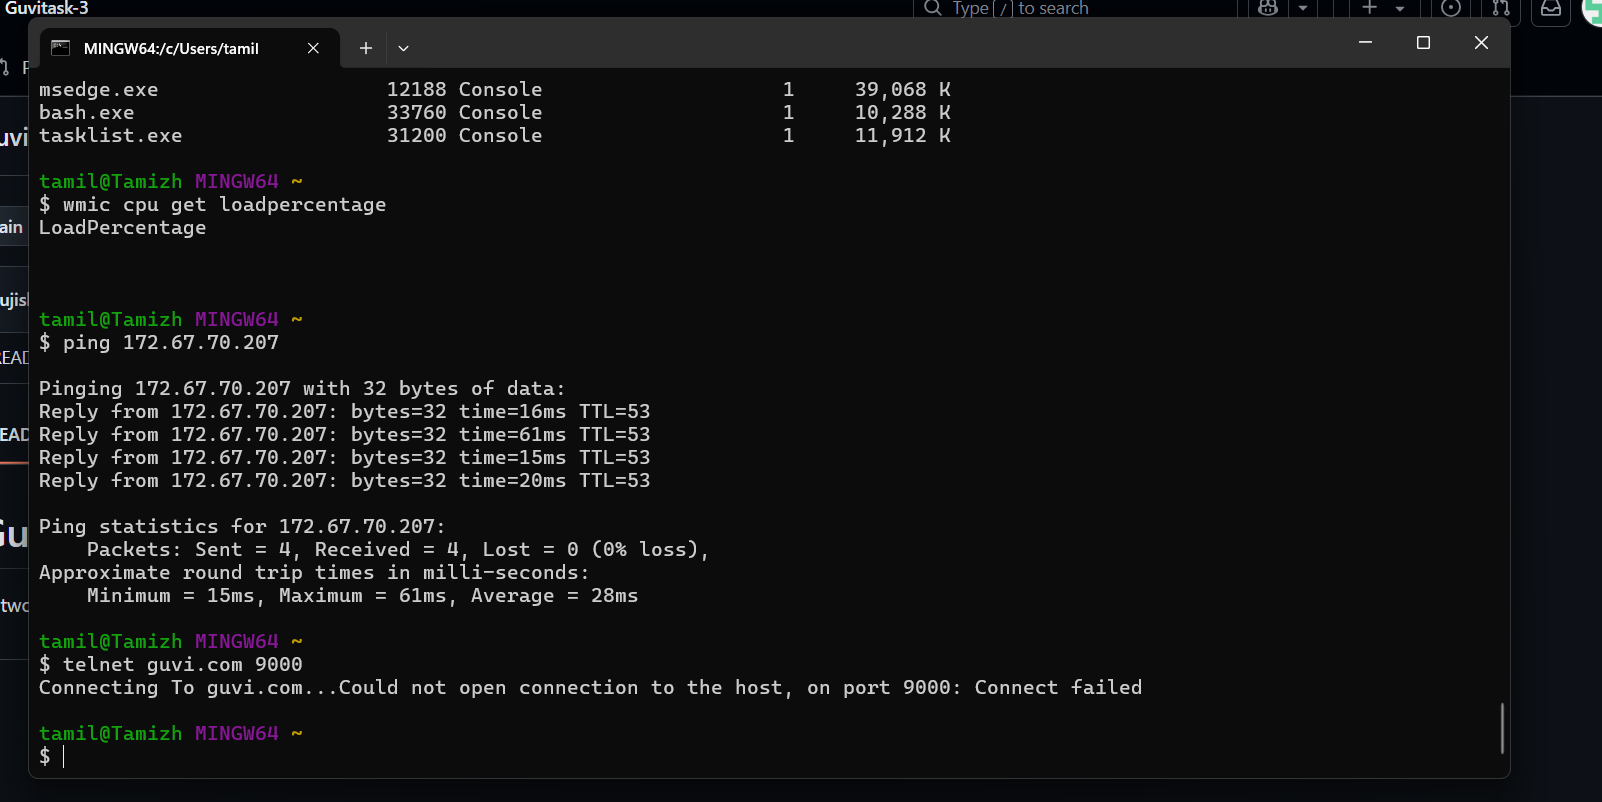 Guvitask-3
Type / to search
MINGW64:/c/Users/tamil
msedge.exe 12188 Console 1 39,068 K
bash.exe 33760 Console 1 10,288 K
tasklist.exe 31200 Console 1 11,912 K
tamil@Tamizh MINGW64 ~
$ wmic cpu get loadpercentage
LoadPercentage
tamil@Tamizh MINGW64 ~
$ ping 172.67.70.207
Pinging 172.67.70.207 with 32 bytes of data:
Reply from 172.67.70.207: bytes=32 time=16ms TTL=53
Reply from 172.67.70.207: bytes=32 time=61ms TTL=53
Reply from 172.67.70.207: bytes=32 time=15ms TTL=53
Reply from 172.67.70.207: bytes=32 time=20ms TTL=53
Ping statistics for 172.67.70.207:
Packets: Sent = 4, Received = 4, Lost = 0 (0% loss),
Approximate round trip times in milli-seconds:
Minimum = 15ms, Maximum = 61ms, Average = 28ms
tamil@Tamizh MINGW64 ~
$ telnet guvi.com 9000
Connecting To guvi.com...Could not open connection to the host, on port 9000: Connect failed
tamil@Tamizh MINGW64 ~
$